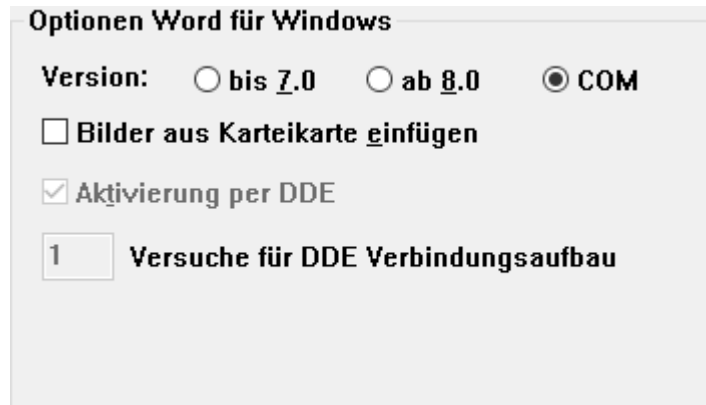 Optionen Word für Windows
Version: bis 7.0 ab 8.0 COM
Bilder aus Karteikarte einfügen
Aktivierung per DDE
1 Versuche für DDE Verbindungsaufbau